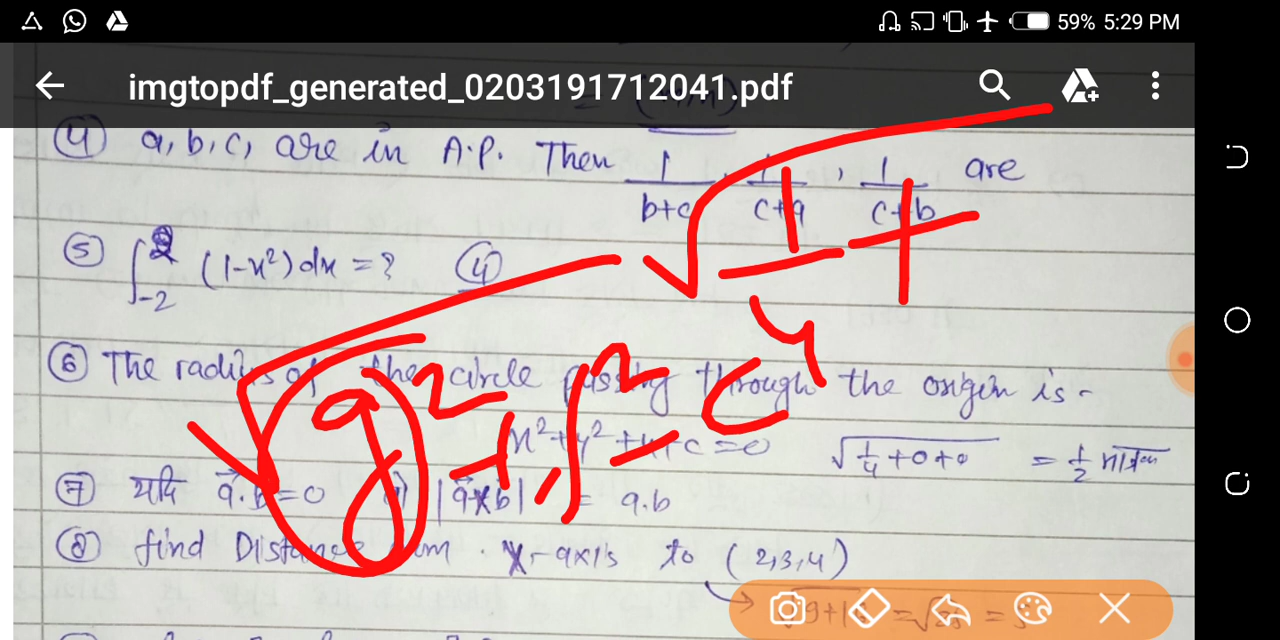 59% 5:29 PM
imgtopdf_generated_0203191712041.pdf
(4) a, b, c, are in A.P. Then 1/b+c, 1/c+a, 1/c+b are
(5) ∫₋₂² (1-x²)dx = ? (4)
√1/4 +
(6) The radius of the circle passing through the origin is -
√g² + f² - c
x²+y²+x+c=0 √1/4+0+0 = 1/2
(7) यदि a⃗.b⃗=0 |a⃗×b⃗| = a.b
(8) find Distance from x-axis to (2,3,4)